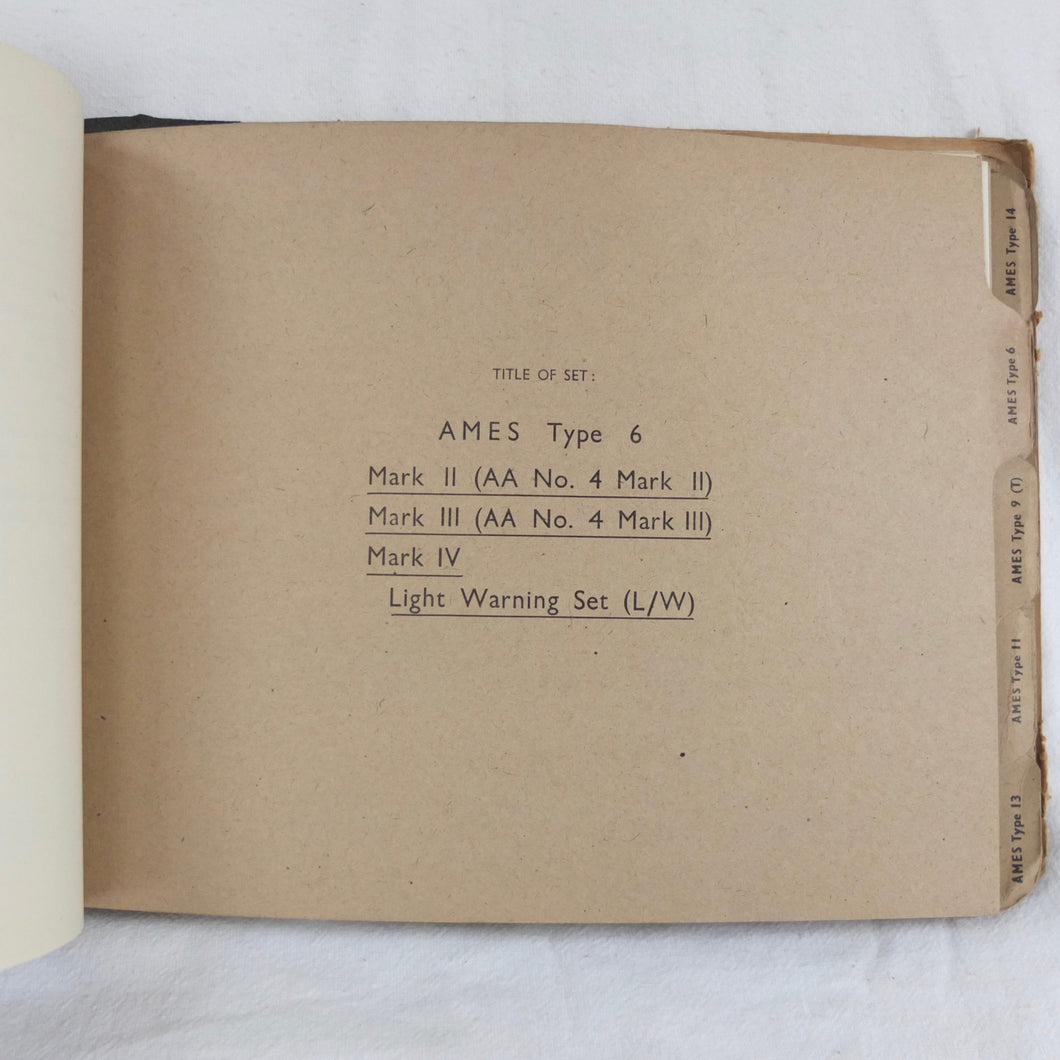 TITLE OF SET:
AMES Type 6
Mark II (AA No. 4 Mark II)
Mark III (AA No. 4 Mark III)
Mark IV
Light Warning Set (L/W)
AMES Type 14
AMES Type 6
AMES Type 9 (T)
AMES Type 11
AMES Type 13